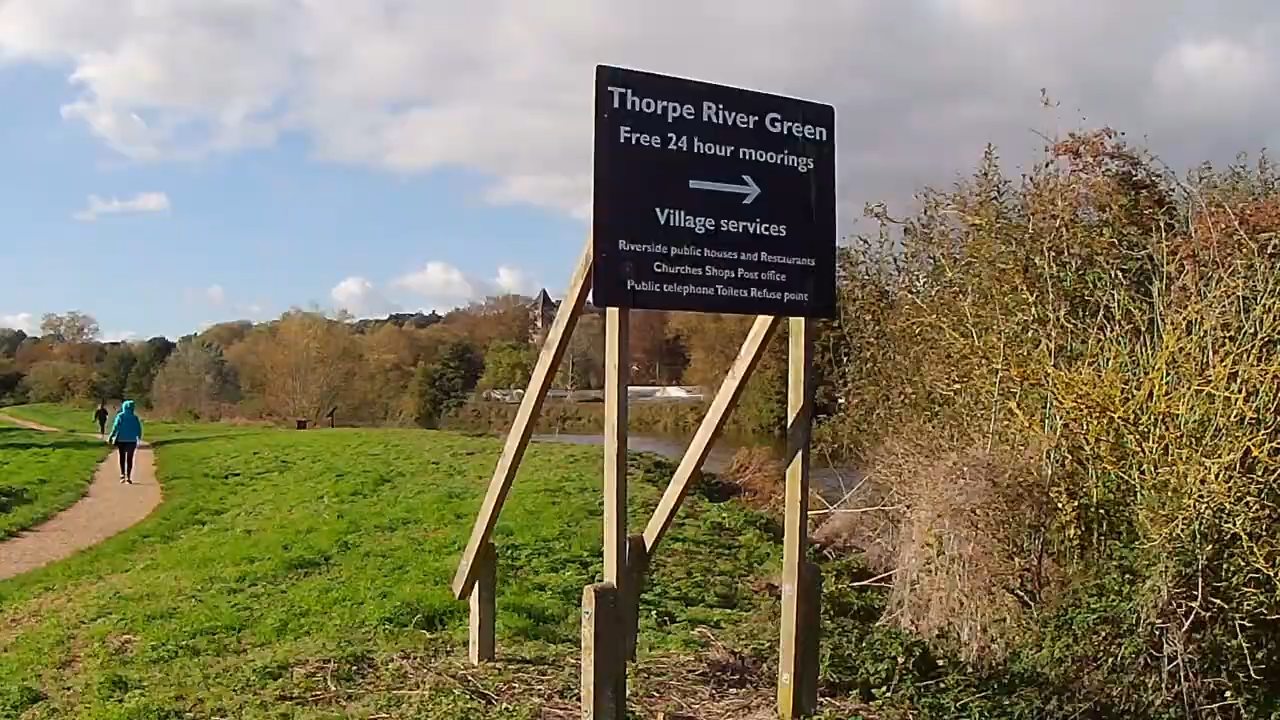 Thorpe River Green
Free 24 hour moorings
Village services
Riverside public houses and Restaurants
Churches Shops Post office
Public telephone Toilets Refuse point